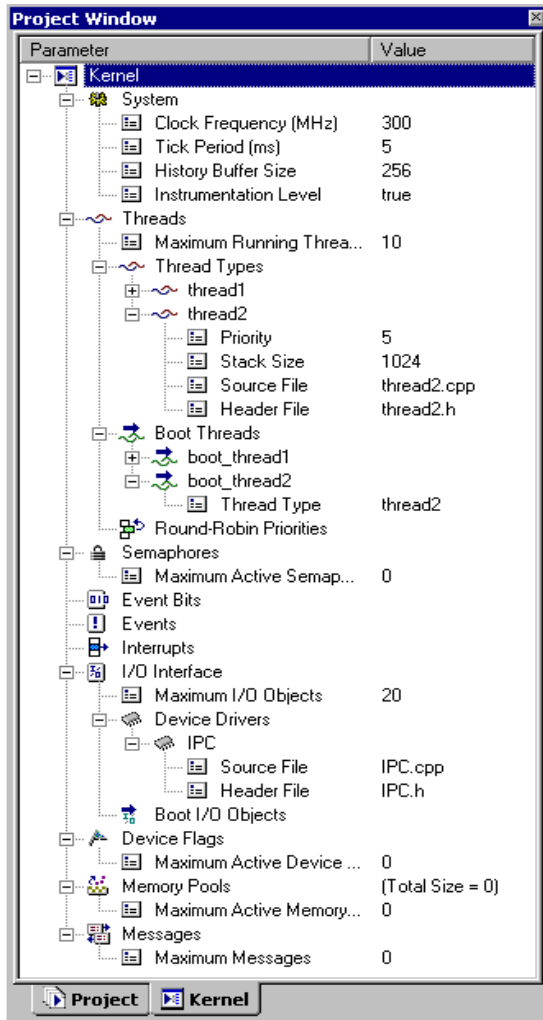 Project Window
Parameter Value
Kernel
System
Clock Frequency (MHz) 300
Tick Period (ms) 5
History Buffer Size 256
Instrumentation Level true
Threads
Maximum Running Threa... 10
Thread Types
thread1
thread2
Priority 5
Stack Size 1024
Source File thread2.cpp
Header File thread2.h
Boot Threads
boot_thread1
boot_thread2
Thread Type thread2
Round-Robin Priorities
Semaphores
Maximum Active Semap... 0
Event Bits
Events
Interrupts
I/O Interface
Maximum I/O Objects 20
Device Drivers
IPC
Source File IPC.cpp
Header File IPC.h
Boot I/O Objects
Device Flags
Maximum Active Device ... 0
Memory Pools (Total Size = 0)
Maximum Active Memory... 0
Messages
Maximum Messages 0
Project Kernel